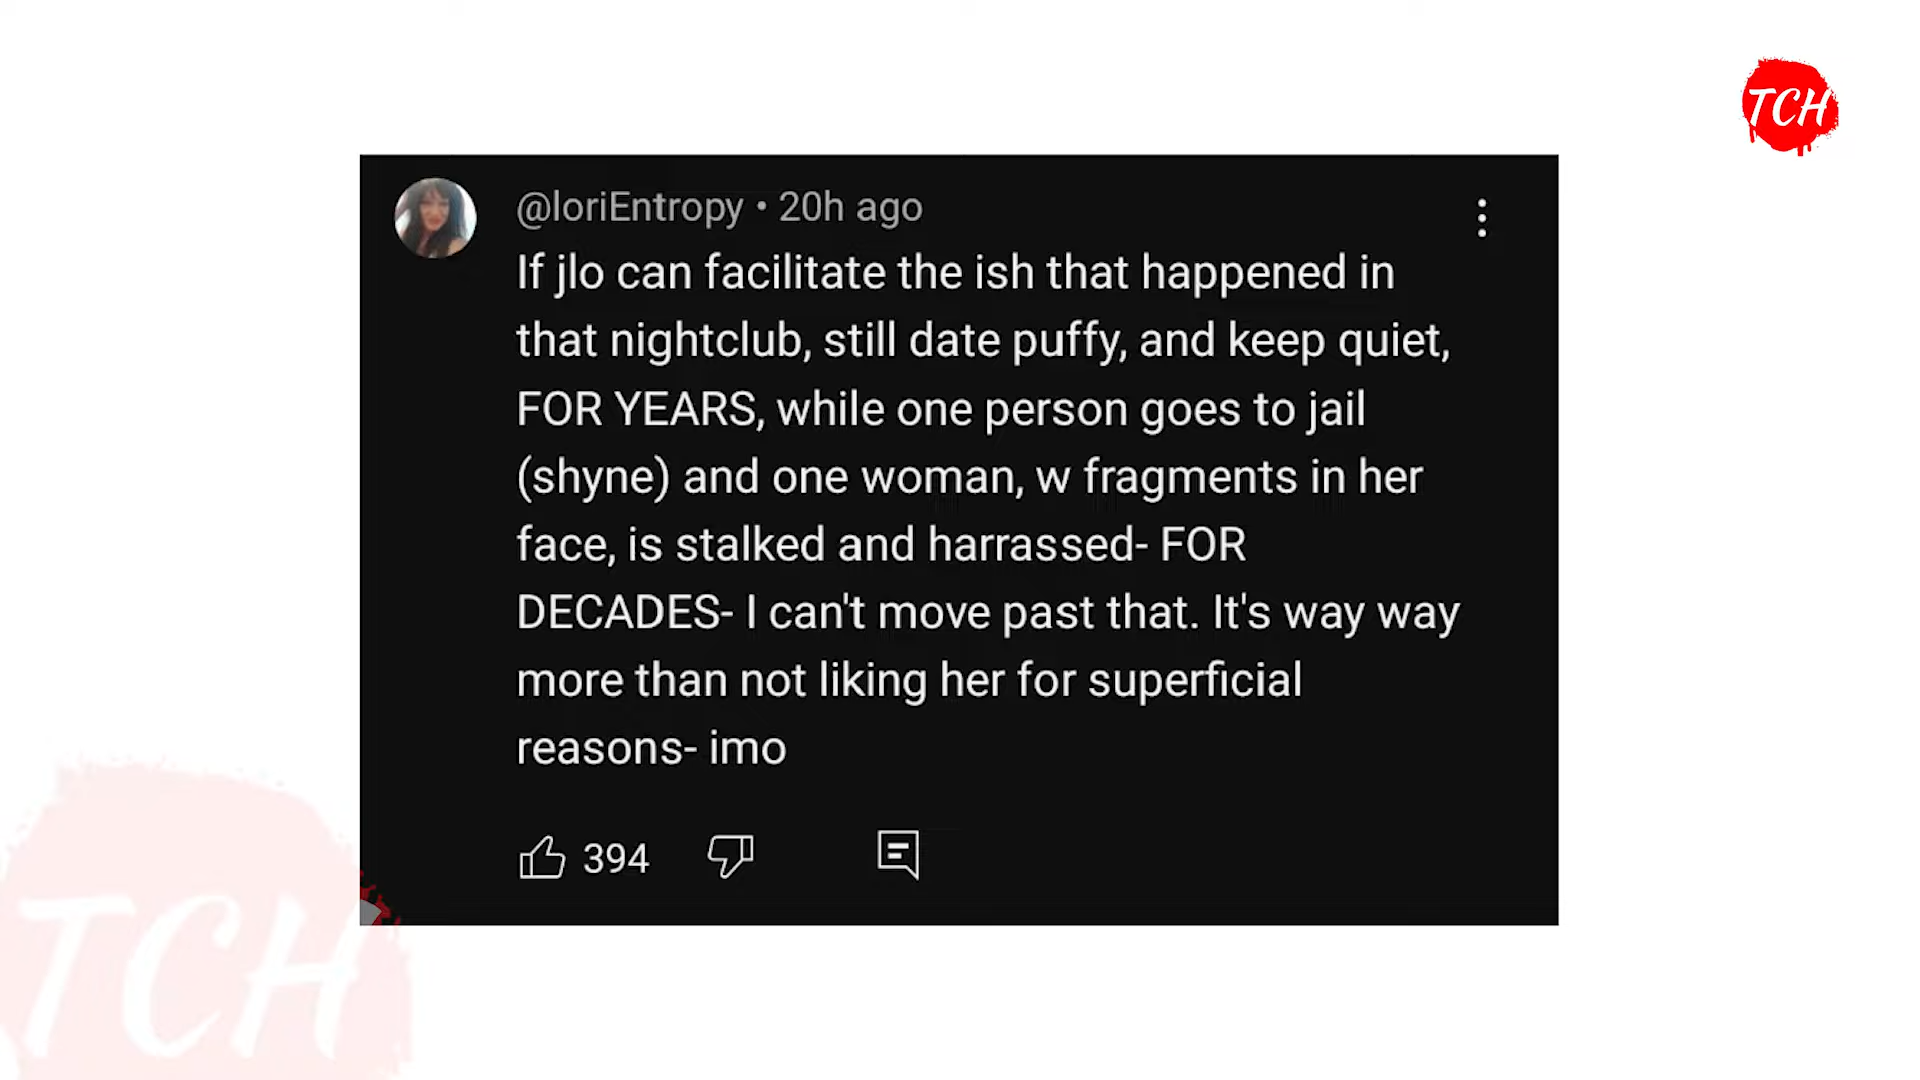 TCH
@loriEntropy • 20h ago
If jlo can facilitate the ish that happened in
that nightclub, still date puffy, and keep quiet,
FOR YEARS, while one person goes to jail
(shyne) and one woman, w fragments in her
face, is stalked and harrassed- FOR
DECADES- I can't move past that. It's way way
more than not liking her for superficial
reasons- imo
394
TCH